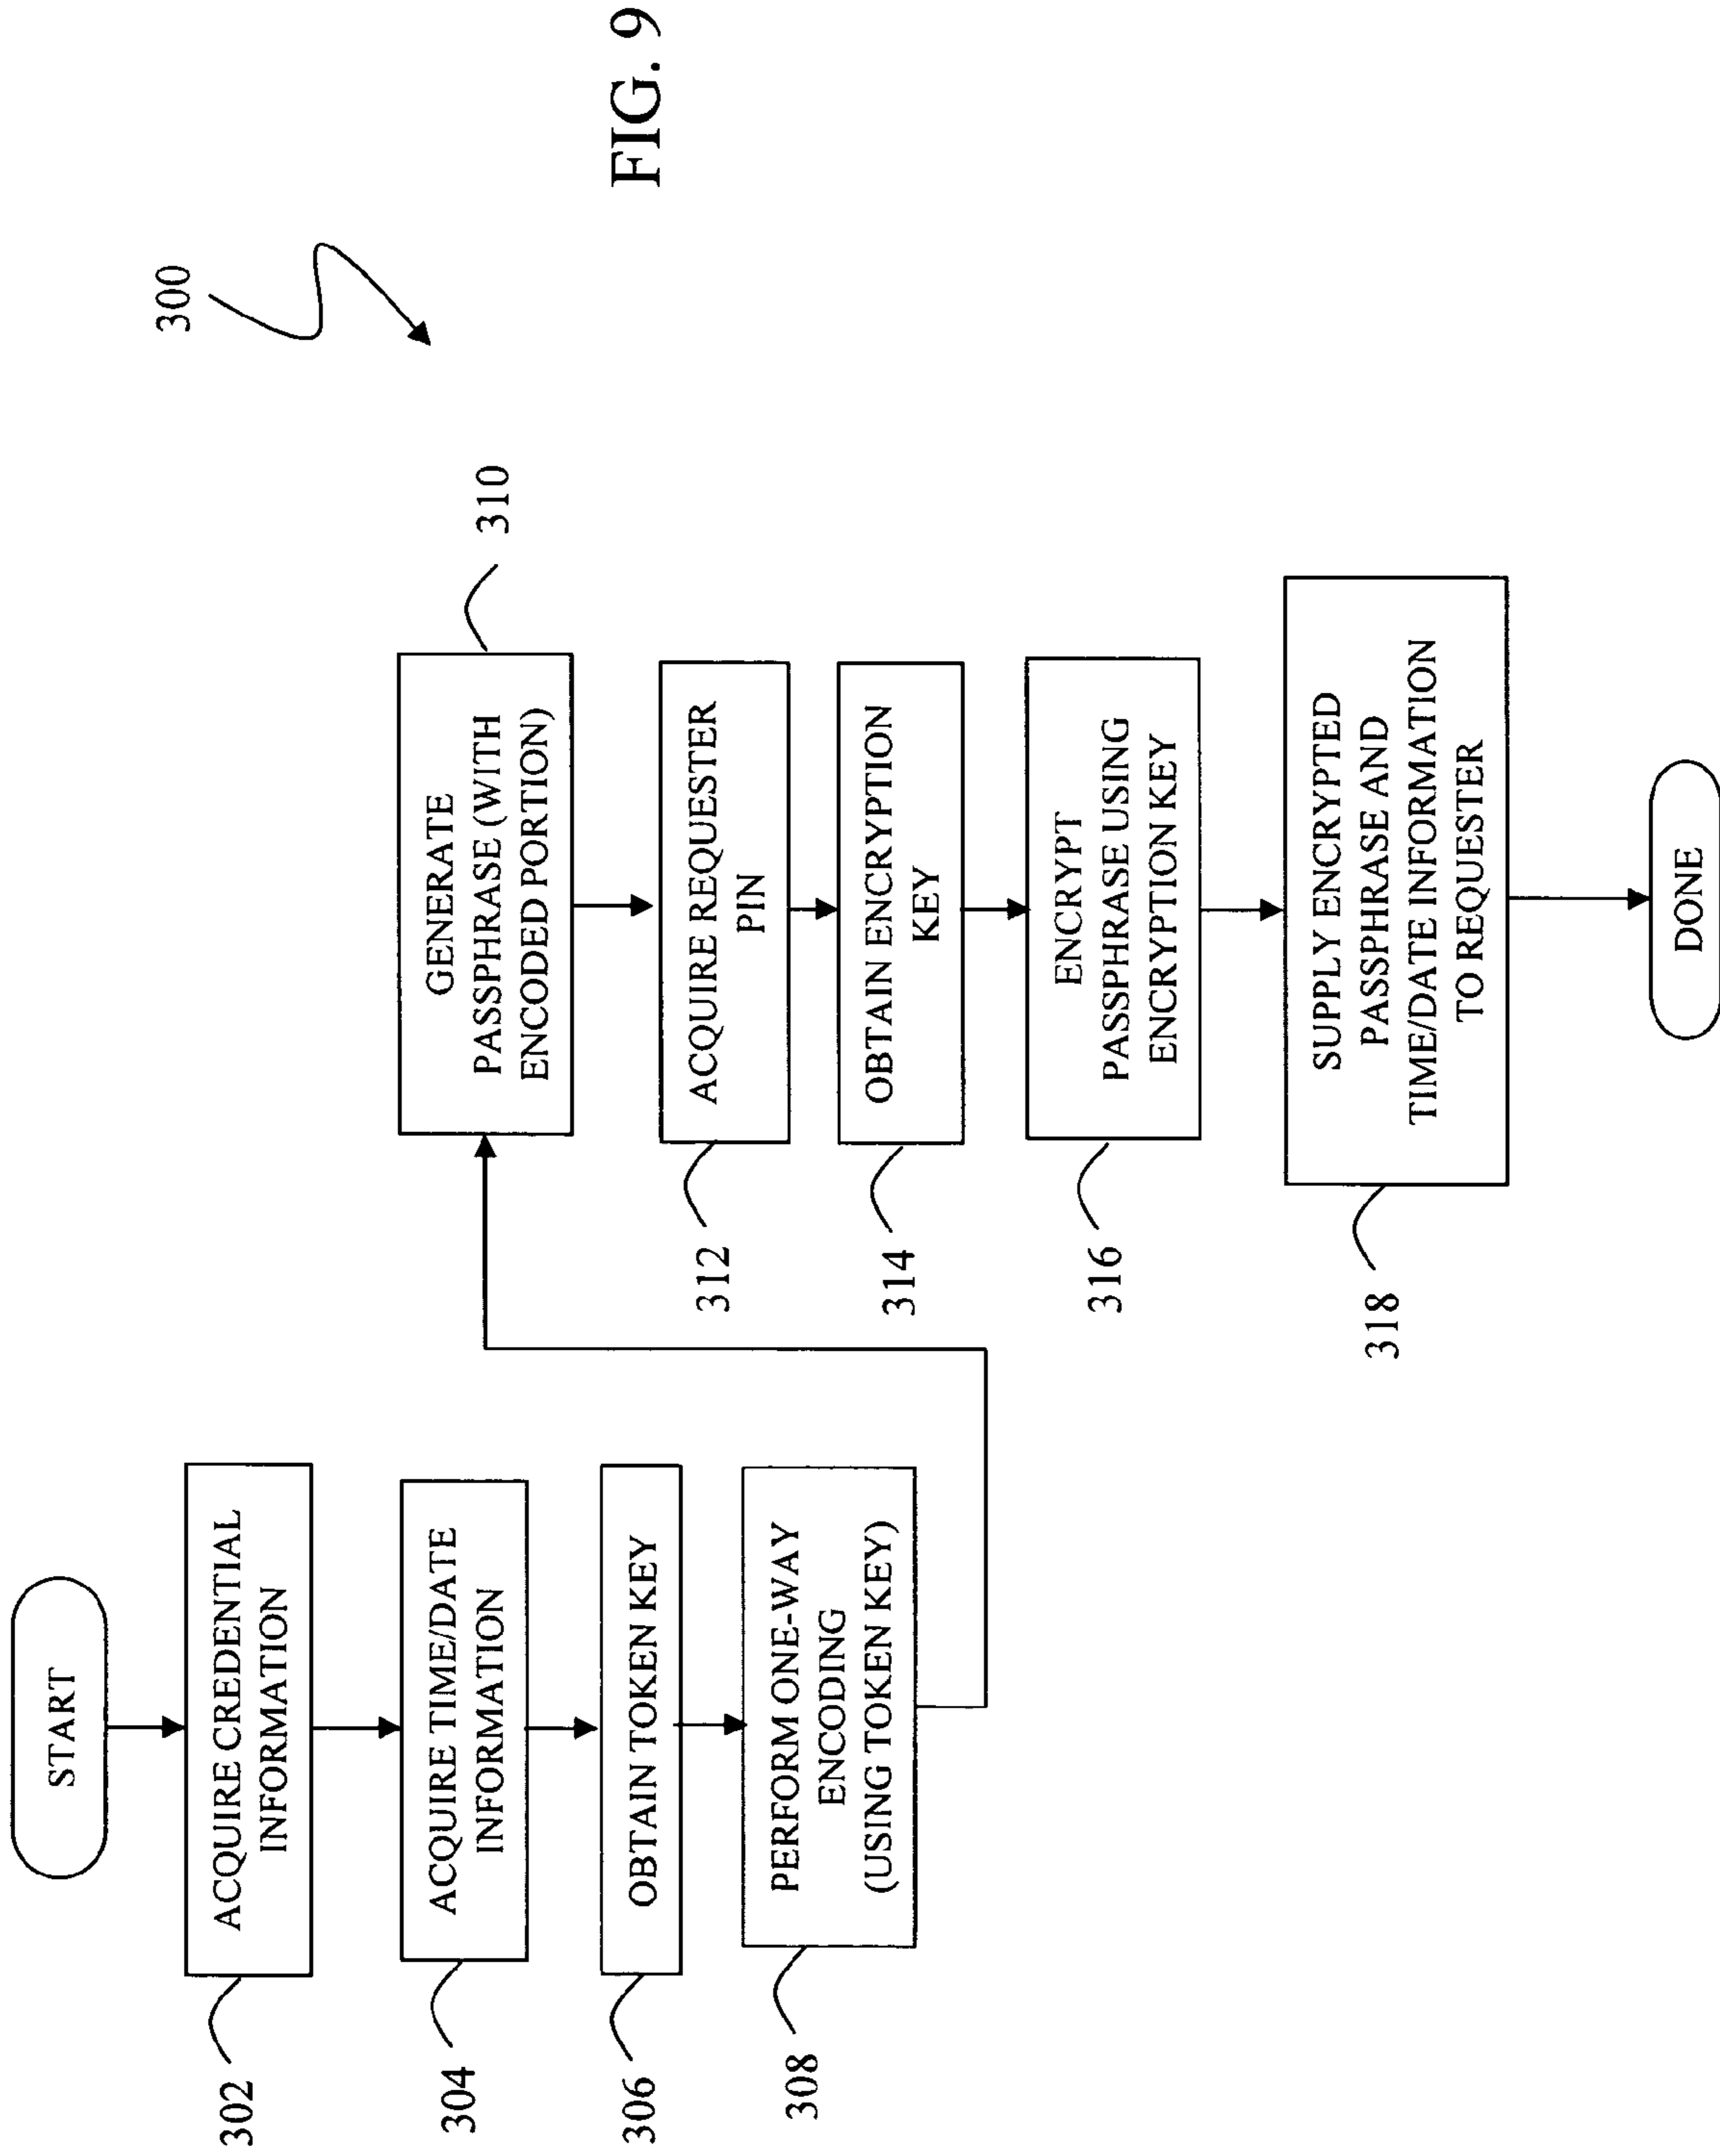 START
302
ACQUIRE CREDENTIAL
INFORMATION
304
ACQUIRE TIME/DATE
INFORMATION
306
OBTAIN TOKEN KEY
308
PERFORM ONE-WAY
ENCODING
(USING TOKEN KEY)
310
GENERATE
PASSPHRASE (WITH
ENCODED PORTION)
312
ACQUIRE REQUESTER
PIN
314
OBTAIN ENCRYPTION
KEY
316
ENCRYPT
PASSPHRASE USING
ENCRYPTION KEY
318
SUPPLY ENCRYPTED
PASSPHRASE AND
TIME/DATE INFORMATION
TO REQUESTER
DONE
300
FIG. 9